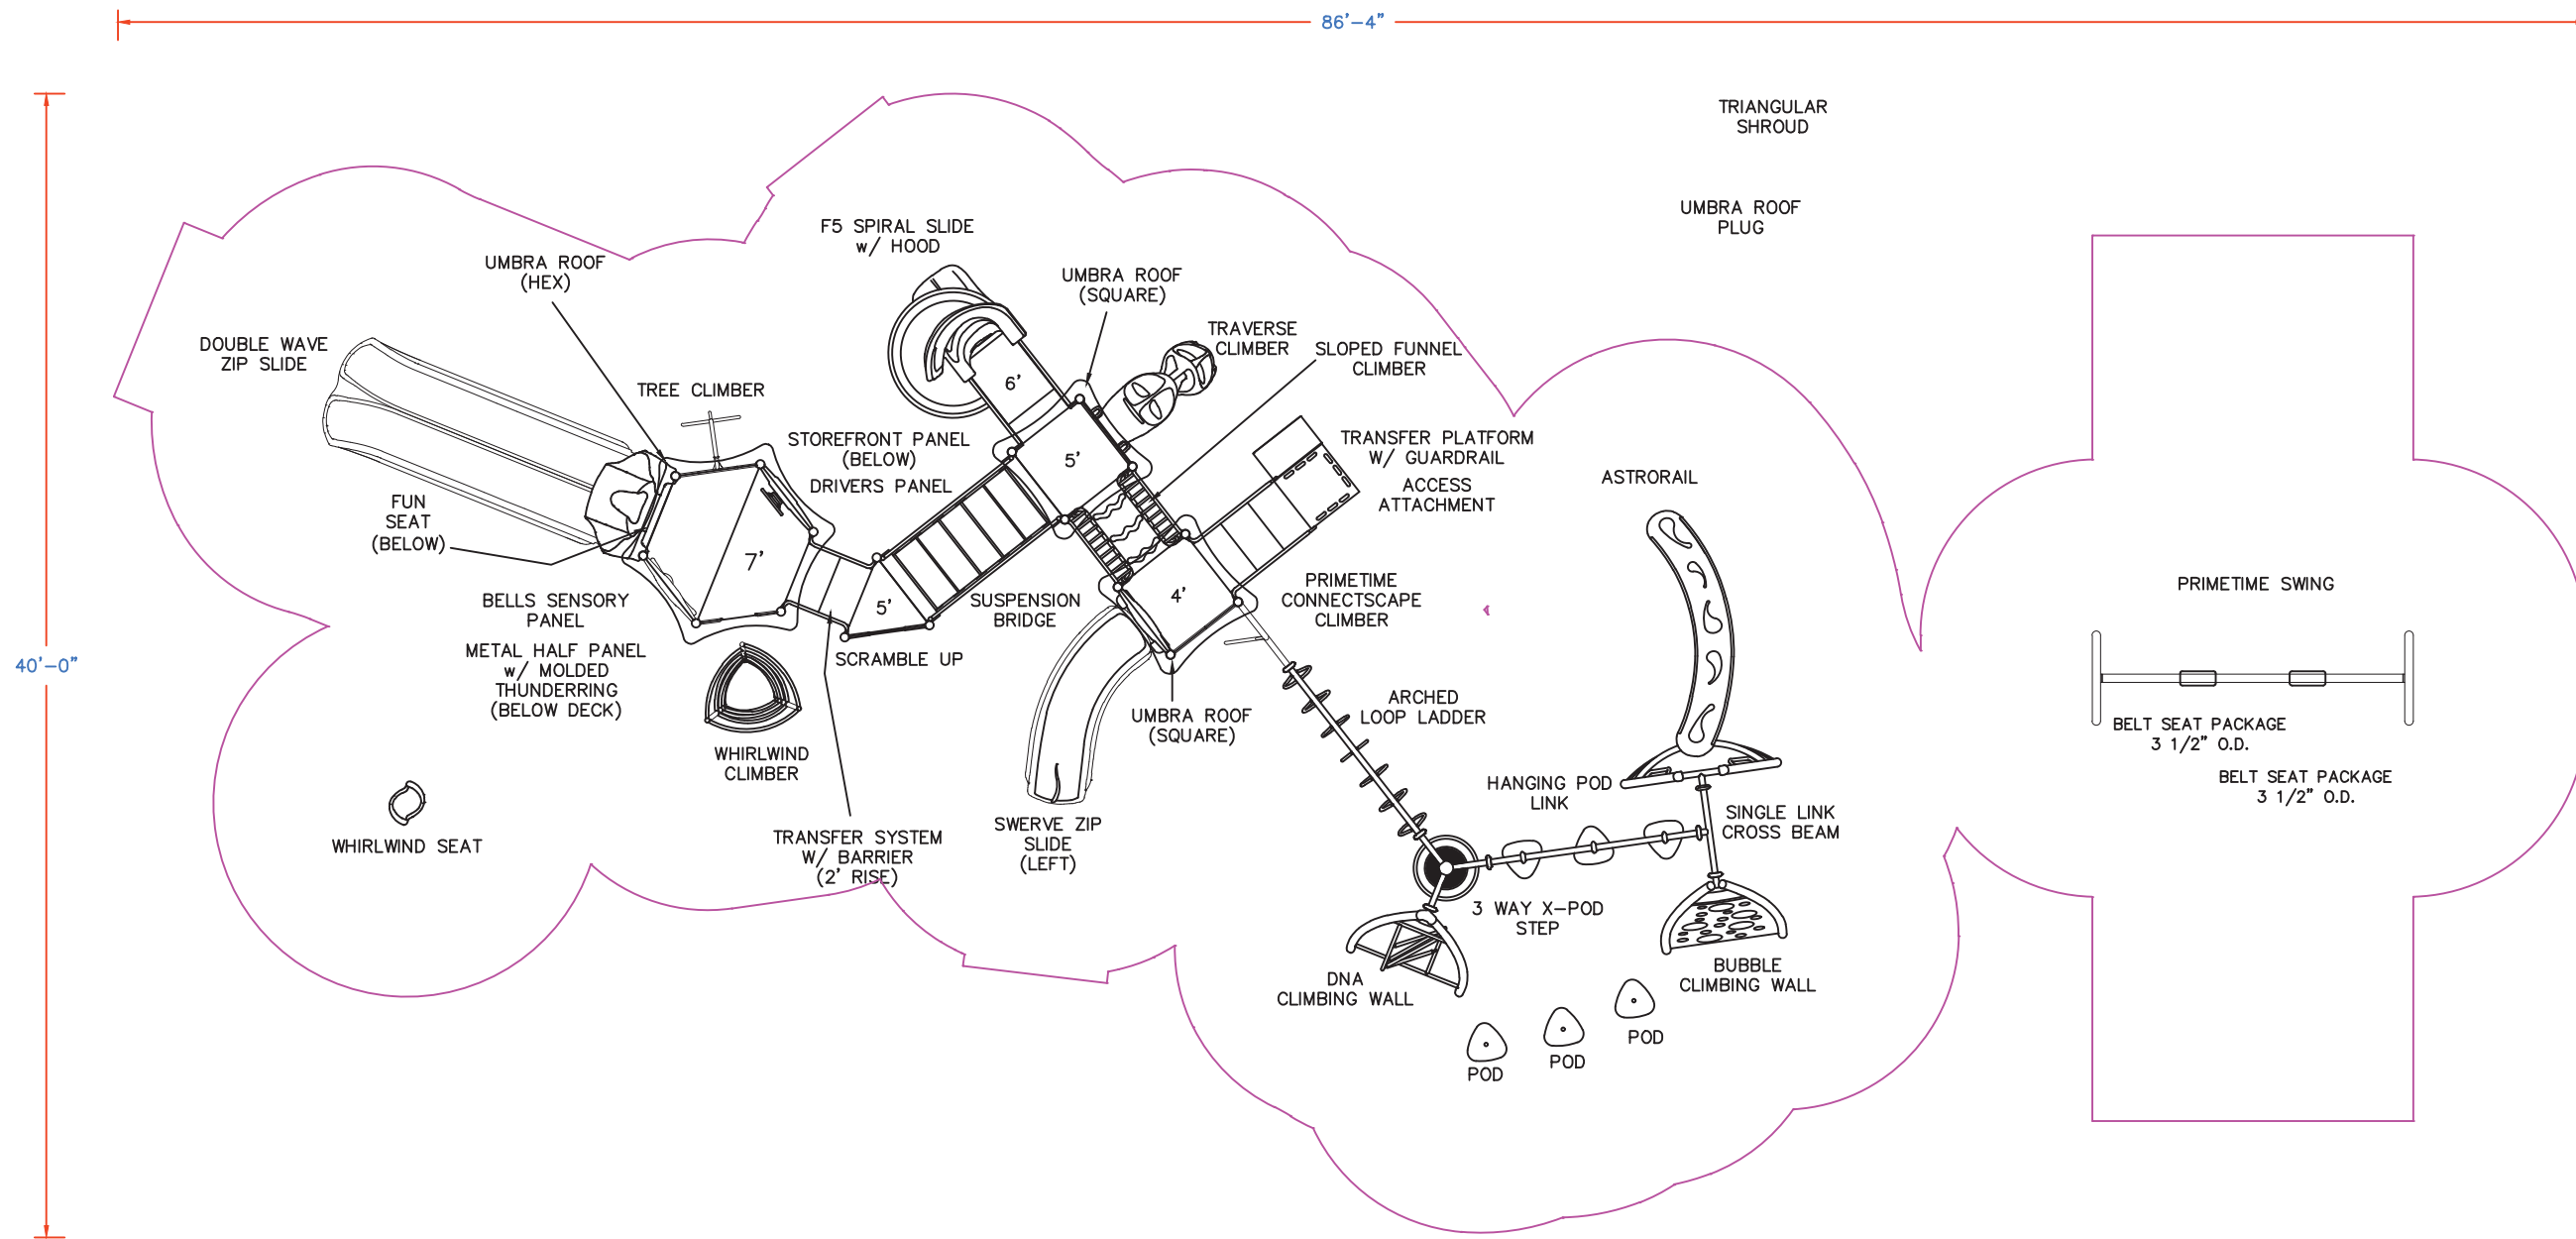 86'-4"
TRIANGULAR
SHROUD
UMBRA ROOF
PLUG
F5 SPIRAL SLIDE
w/ HOOD
UMBRA ROOF
(HEX)
UMBRA ROOF
(SQUARE)
DOUBLE WAVE
ZIP SLIDE
TRAVERSE
CLIMBER
SLOPED FUNNEL
CLIMBER
TREE CLIMBER
6'
STOREFRONT PANEL
(BELOW)
DRIVERS PANEL
5'
TRANSFER PLATFORM
W/ GUARDRAIL
ACCESS
ATTACHMENT
ASTRORAIL
FUN
SEAT
(BELOW)
7'
5'
4'
BELLS SENSORY
PANEL
SUSPENSION
BRIDGE
PRIMETIME
CONNECTSCAPE
CLIMBER
PRIMETIME SWING
40'-0"
METAL HALF PANEL
w/ MOLDED
THUNDERRING
(BELOW DECK)
SCRAMBLE UP
UMBRA ROOF
(SQUARE)
ARCHED
LOOP LADDER
BELT SEAT PACKAGE
3 1/2" O.D.
BELT SEAT PACKAGE
3 1/2" O.D.
WHIRLWIND
CLIMBER
HANGING POD
LINK
SINGLE LINK
CROSS BEAM
WHIRLWIND SEAT
TRANSFER SYSTEM
W/ BARRIER
(2' RISE)
SWERVE ZIP
SLIDE
(LEFT)
3 WAY X-POD
STEP
DNA
CLIMBING WALL
BUBBLE
CLIMBING WALL
POD
POD
POD